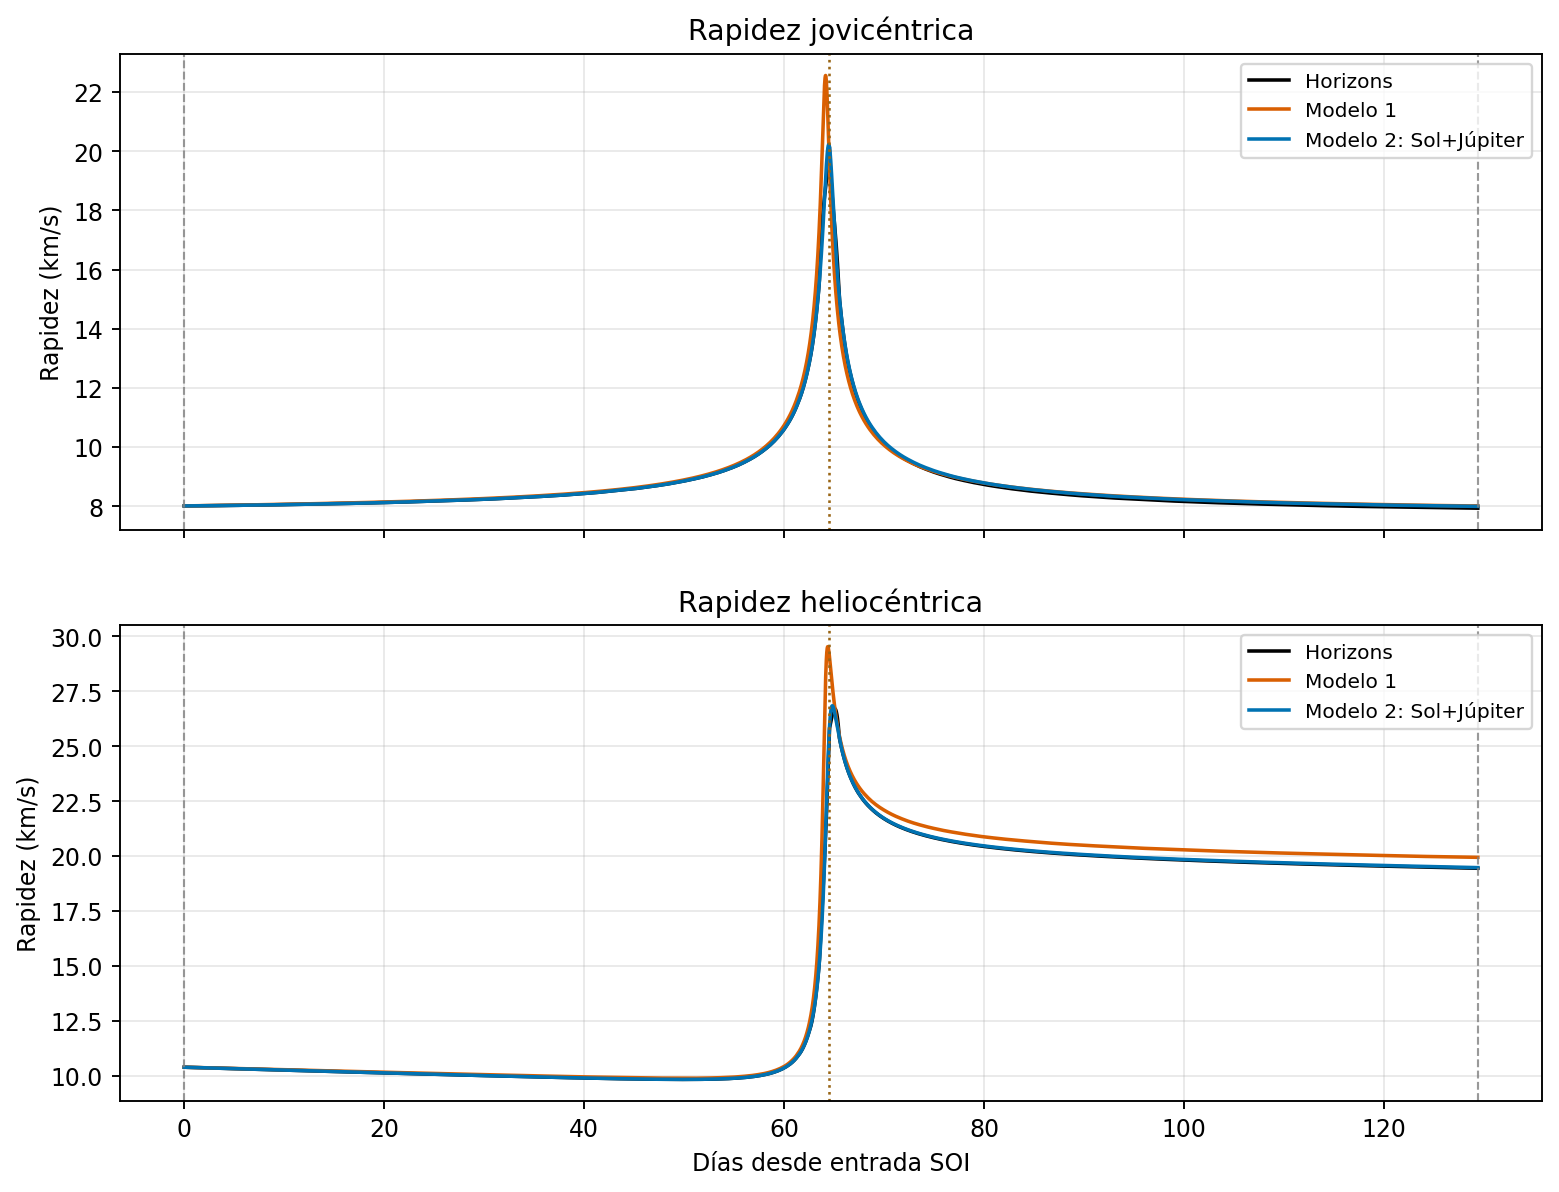 Rapidez jovicéntrica
Rapidez (km/s)
22
20
18
16
14
12
10
8
Horizons
Modelo 1
Modelo 2: Sol+Júpiter
Rapidez heliocéntrica
Rapidez (km/s)
30.0
27.5
25.0
22.5
20.0
17.5
15.0
12.5
10.0
Horizons
Modelo 1
Modelo 2: Sol+Júpiter
0 20 40 60 80 100 120
Días desde entrada SOI